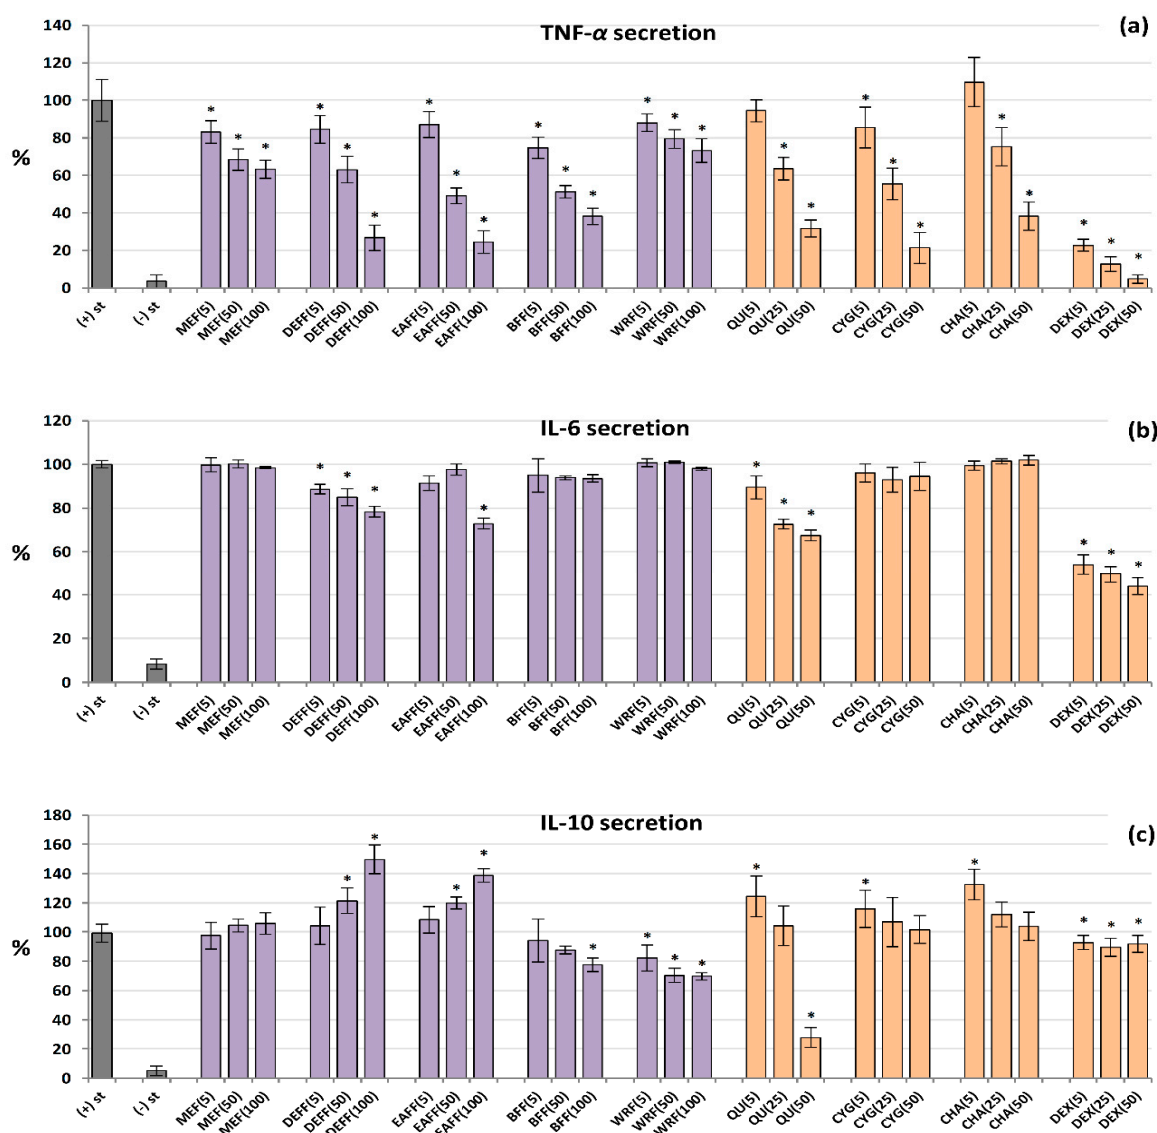 TNF-α secretion
(a)
140
120
100
80
60
40
20
0
%
(+) st
(-) st
MEF(5)
MEF(50)
MEF(100)
DEFF(5)
DEFF(50)
DEFF(100)
EAFF(5)
EAFF(50)
EAFF(100)
BFF(5)
BFF(50)
BFF(100)
WRF(5)
WRF(50)
WRF(100)
QU(5)
QU(25)
QU(50)
CYG(5)
CYG(25)
CYG(50)
CHA(5)
CHA(25)
CHA(50)
DEX(5)
DEX(25)
DEX(50)
* * * * * * * * * * * * * * * * * * * * * * * * * *
IL-6 secretion
(b)
120
100
80
60
40
20
0
%
(+) st
(-) st
MEF(5)
MEF(50)
MEF(100)
DEFF(5)
DEFF(50)
DEFF(100)
EAFF(5)
EAFF(50)
EAFF(100)
BFF(5)
BFF(50)
BFF(100)
WRF(5)
WRF(50)
WRF(100)
QU(5)
QU(25)
QU(50)
CYG(5)
CYG(25)
CYG(50)
CHA(5)
CHA(25)
CHA(50)
DEX(5)
DEX(25)
DEX(50)
* * * * * * * * * *
IL-10 secretion
(c)
180
160
140
120
100
80
60
40
20
0
%
(+) st
(-) st
MEF(5)
MEF(50)
MEF(100)
DEFF(5)
DEFF(50)
DEFF(100)
EAFF(5)
EAFF(50)
EAFF(100)
BFF(5)
BFF(50)
BFF(100)
WRF(5)
WRF(50)
WRF(100)
QU(5)
QU(25)
QU(50)
CYG(5)
CYG(25)
CYG(50)
CHA(5)
CHA(25)
CHA(50)
DEX(5)
DEX(25)
DEX(50)
* * * * * * * * * * * * * * *